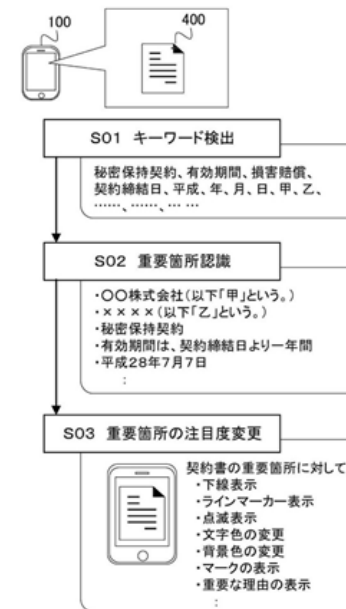 100
400
S01 キーワード検出
秘密保持契約、有効期間、損害賠償、
契約締結日、平成、年、月、日、甲、乙、
……、……、… …
S02 重要箇所認識
・〇〇株式会社(以下「甲」という。)
・××××(以下「乙」という。)
・秘密保持契約
・有効期間は、契約締結日より一年間
・平成28年7月7日
:
S03 重要箇所の注目度変更
契約書の重要箇所に対して
・下線表示
・ラインマーカー表示
・点滅表示
・文字色の変更
・背景色の変更
・マークの表示
・重要な理由の表示
: